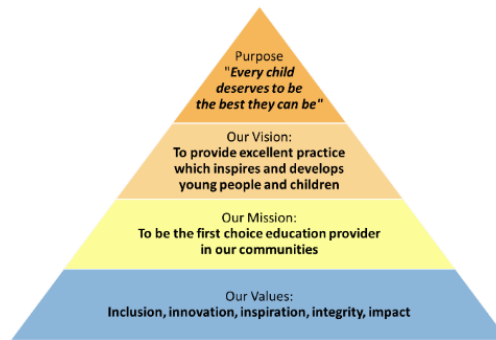 Purpose
"Every child
deserves to be
the best they can be"
Our Vision:
To provide excellent practice
which inspires and develops
young people and children
Our Mission:
To be the first choice education provider
in our communities
Our Values:
Inclusion, innovation, inspiration, integrity, impact